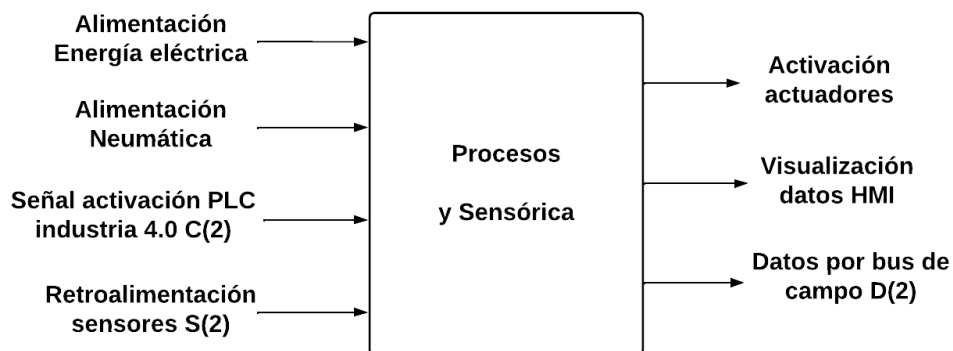 Alimentación
Energía eléctrica
Alimentación
Neumática
Señal activación PLC
industria 4.0 C(2)
Retroalimentación
sensores S(2)
Procesos
y Sensórica
Activación
actuadores
Visualización
datos HMI
Datos por bus de
campo D(2)